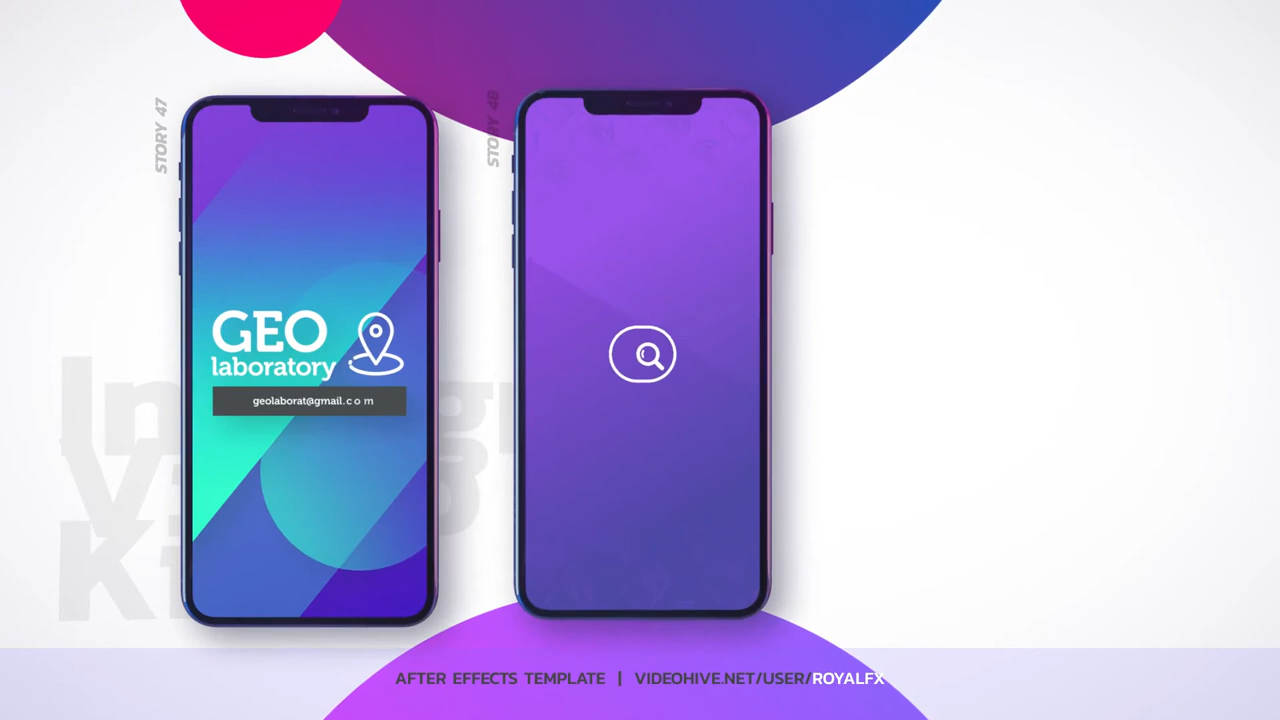 STORY 47
STORY 48
GEO
laboratory
geolaborat@gmail.com
AFTER EFFECTS TEMPLATE | VIDEOHIVE.NET/USER/ROYALFX